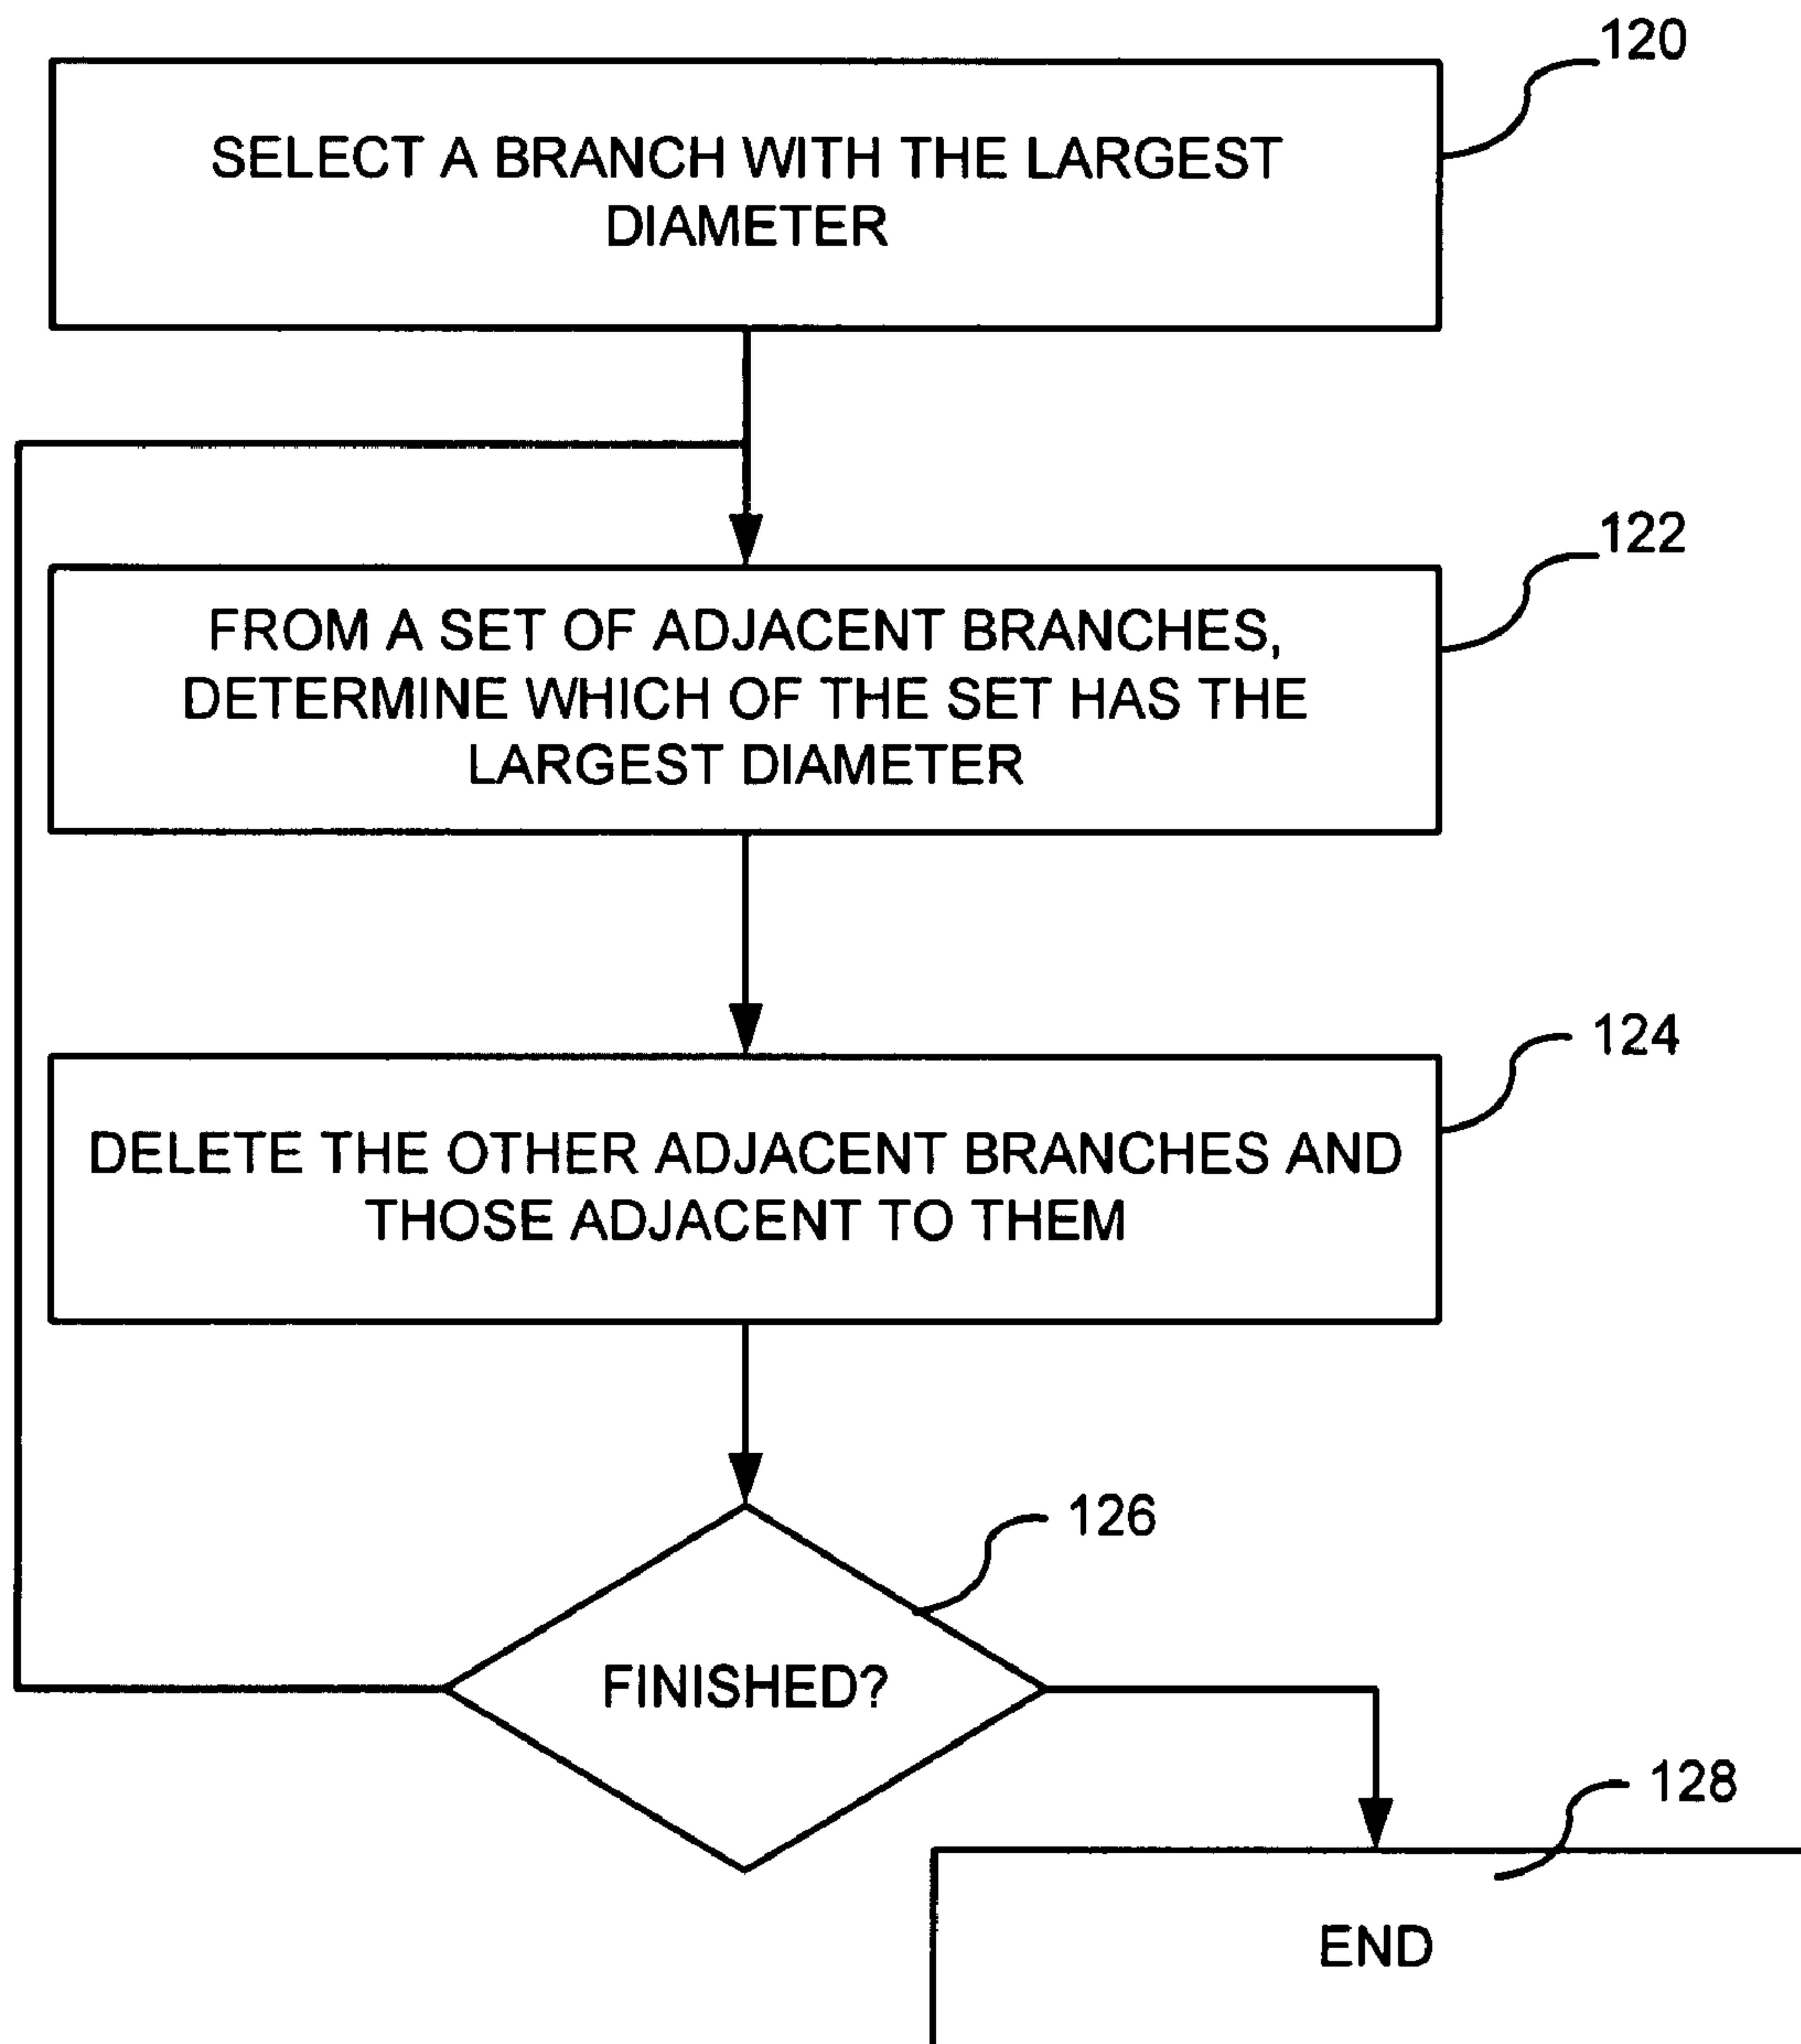 120
SELECT A BRANCH WITH THE LARGEST
DIAMETER
122
FROM A SET OF ADJACENT BRANCHES,
DETERMINE WHICH OF THE SET HAS THE
LARGEST DIAMETER
124
DELETE THE OTHER ADJACENT BRANCHES AND
THOSE ADJACENT TO THEM
126
FINISHED?
128
END